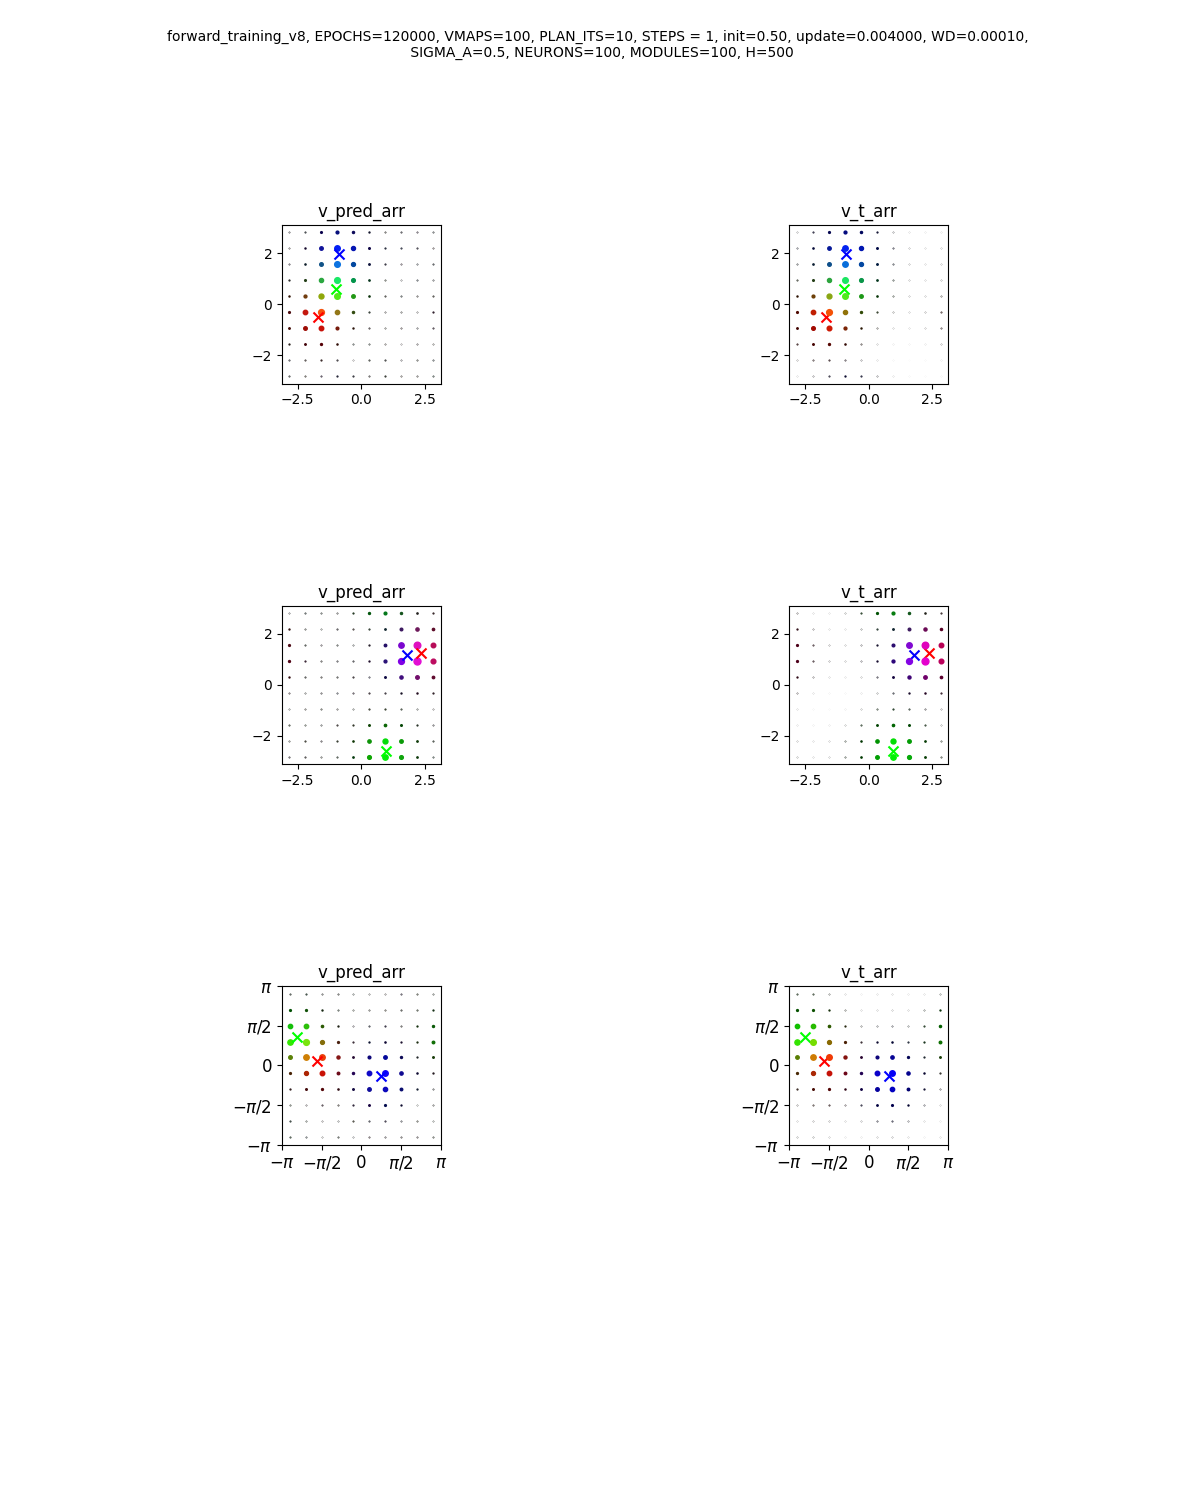 forward_training_v8, EPOCHS=120000, VMAPS=100, PLAN_ITS=10, STEPS = 1, init=0.50, update=0.004000, WD=0.00010,
SIGMA_A=0.5, NEURONS=100, MODULES=100, H=500
v_pred_arr v_t_arr
2 2
0 0
−2 −2
−2.5 0.0 2.5 −2.5 0.0 2.5
v_pred_arr v_t_arr
2 2
0 0
−2 −2
−2.5 0.0 2.5 −2.5 0.0 2.5
v_pred_arr v_t_arr
π π
π/2 π/2
0 0
−π/2 −π/2
−π −π
−π −π/2 0 π/2 π −π −π/2 0 π/2 π